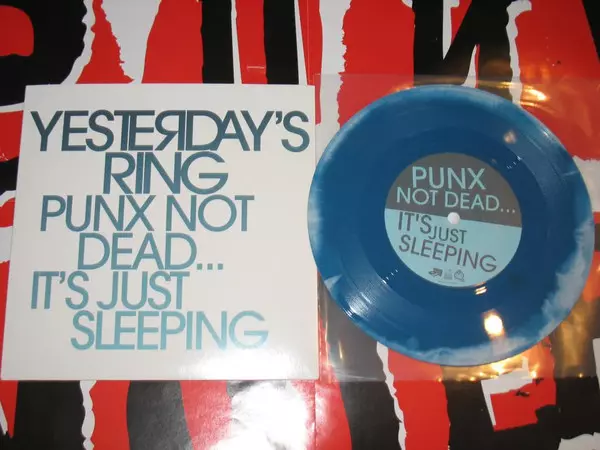 YESTERDAY'S
RING
PUNX NOT
DEAD...
IT'S JUST
SLEEPING
PUNX
NOT DEAD...
IT'S JUST
SLEEPING